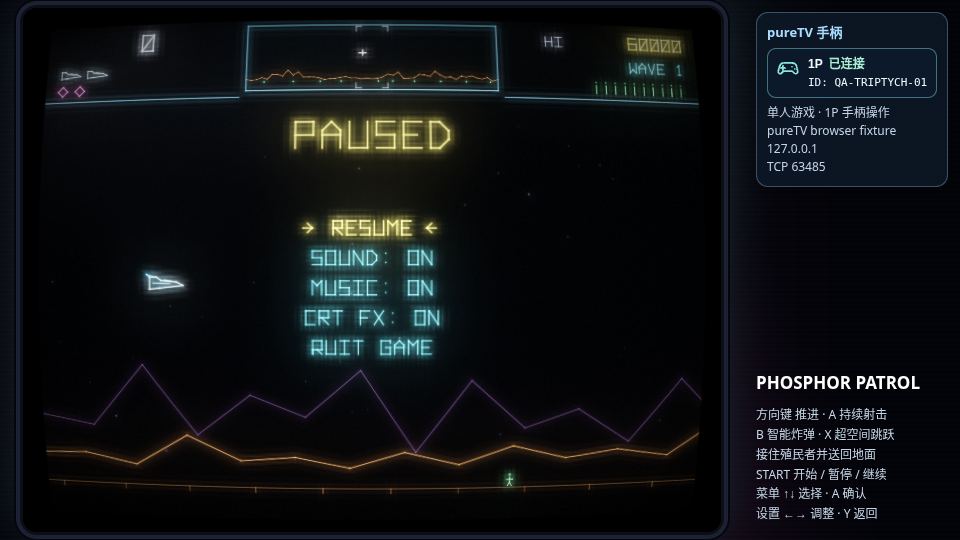 0
HI
60000
WAVE 1
PAUSED
→ RESUME ←
SOUND: ON
MUSIC: ON
CRT FX: ON
RUIT GAME
pureTV 手柄
1P 已连接
ID: QA-TRIPTYCH-01
单人游戏 · 1P 手柄操作
pureTV browser fixture
127.0.0.1
TCP 63485
PHOSPHOR PATROL
方向键 推进 · A 持续射击
B 智能炸弹 · X 超空间跳跃
接住殖民者并送回地面
START 开始 / 暂停 / 继续
菜单 ↑↓ 选择 · A 确认
设置 ←→ 调整 · Y 返回